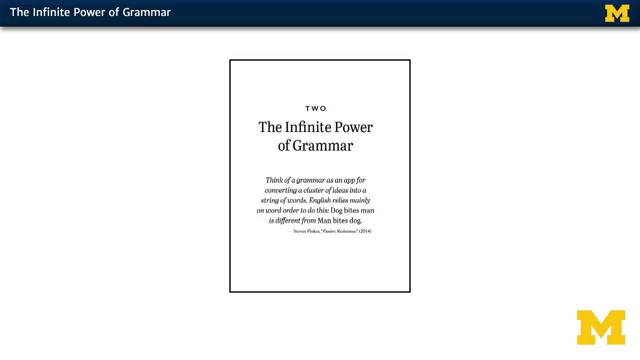 The Infinite Power of Grammar
M
TWO
The Infinite Power
of Grammar
Think of a grammar as an app for
converting a cluster of ideas into a
string of words. English relies mainly
on word order to do this: Dog bites man
is different from Man bites dog.
Steven Pinker, "Passive Resistance" (2014)
M